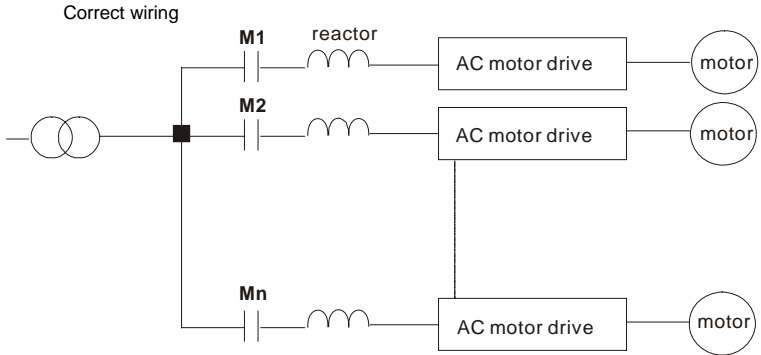 Correct wiring
M1 reactor AC motor drive motor
M2 AC motor drive motor
Mn AC motor drive motor